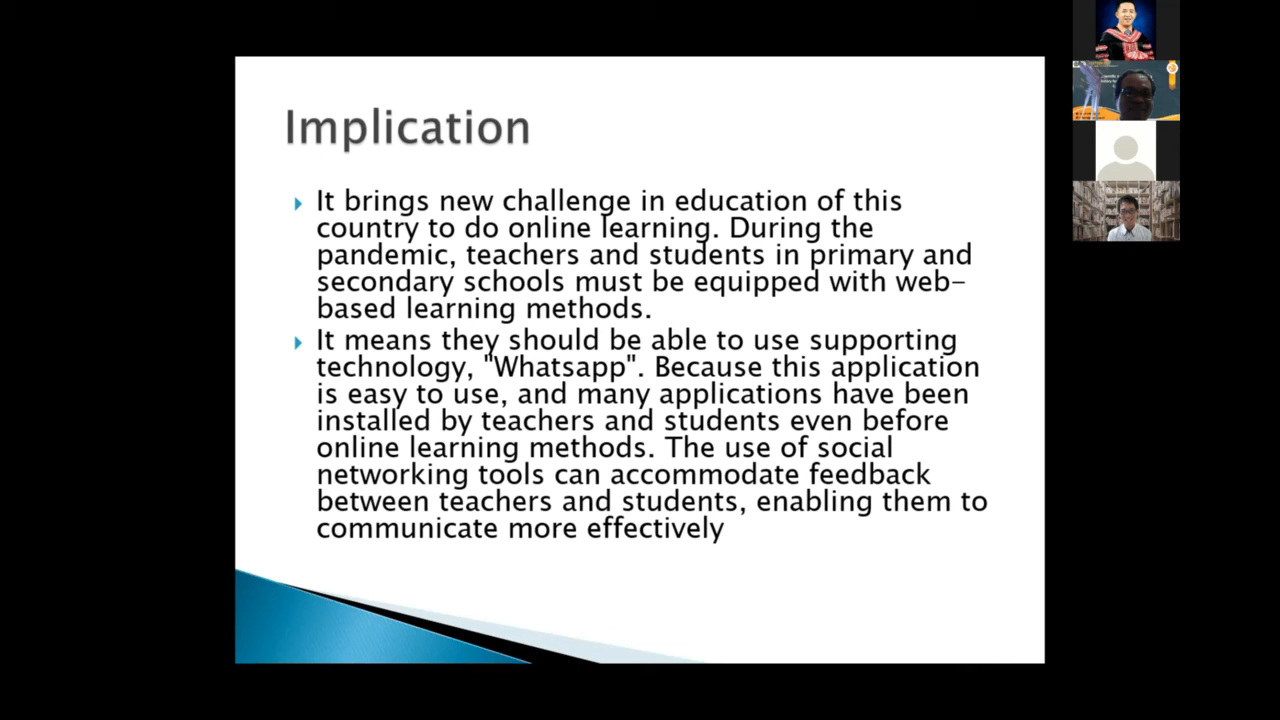 Implication
It brings new challenge in education of this
country to do online learning. During the
pandemic, teachers and students in primary and
secondary schools must be equipped with web-
based learning methods.
It means they should be able to use supporting
technology, "Whatsapp". Because this application
is easy to use, and many applications have been
installed by teachers and students even before
online learning methods. The use of social
networking tools can accommodate feedback
between teachers and students, enabling them to
communicate more effectively